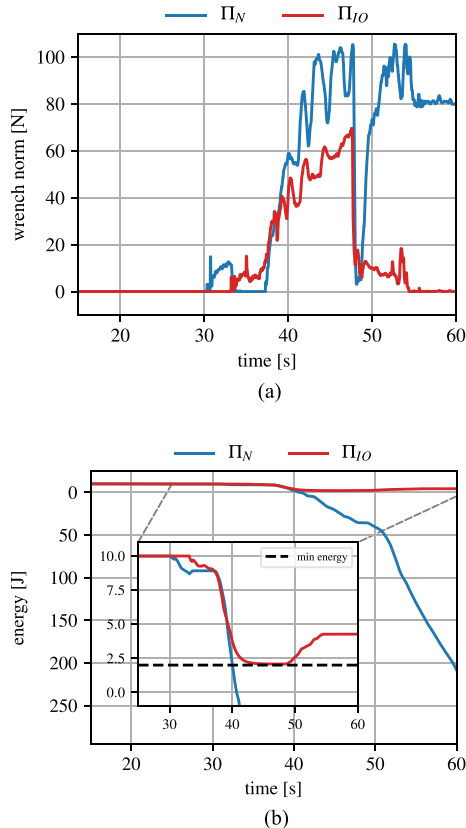 Π_N Π_IO
100
80
60
40
20
0
wrench norm [N]
20 30 40 50 60
time [s]
(a)
Π_N Π_IO
0
50
100
150
200
250
energy [J]
10.0
7.5
5.0
2.5
0.0
min energy
30 40 50 60
20 30 40 50 60
time [s]
(b)